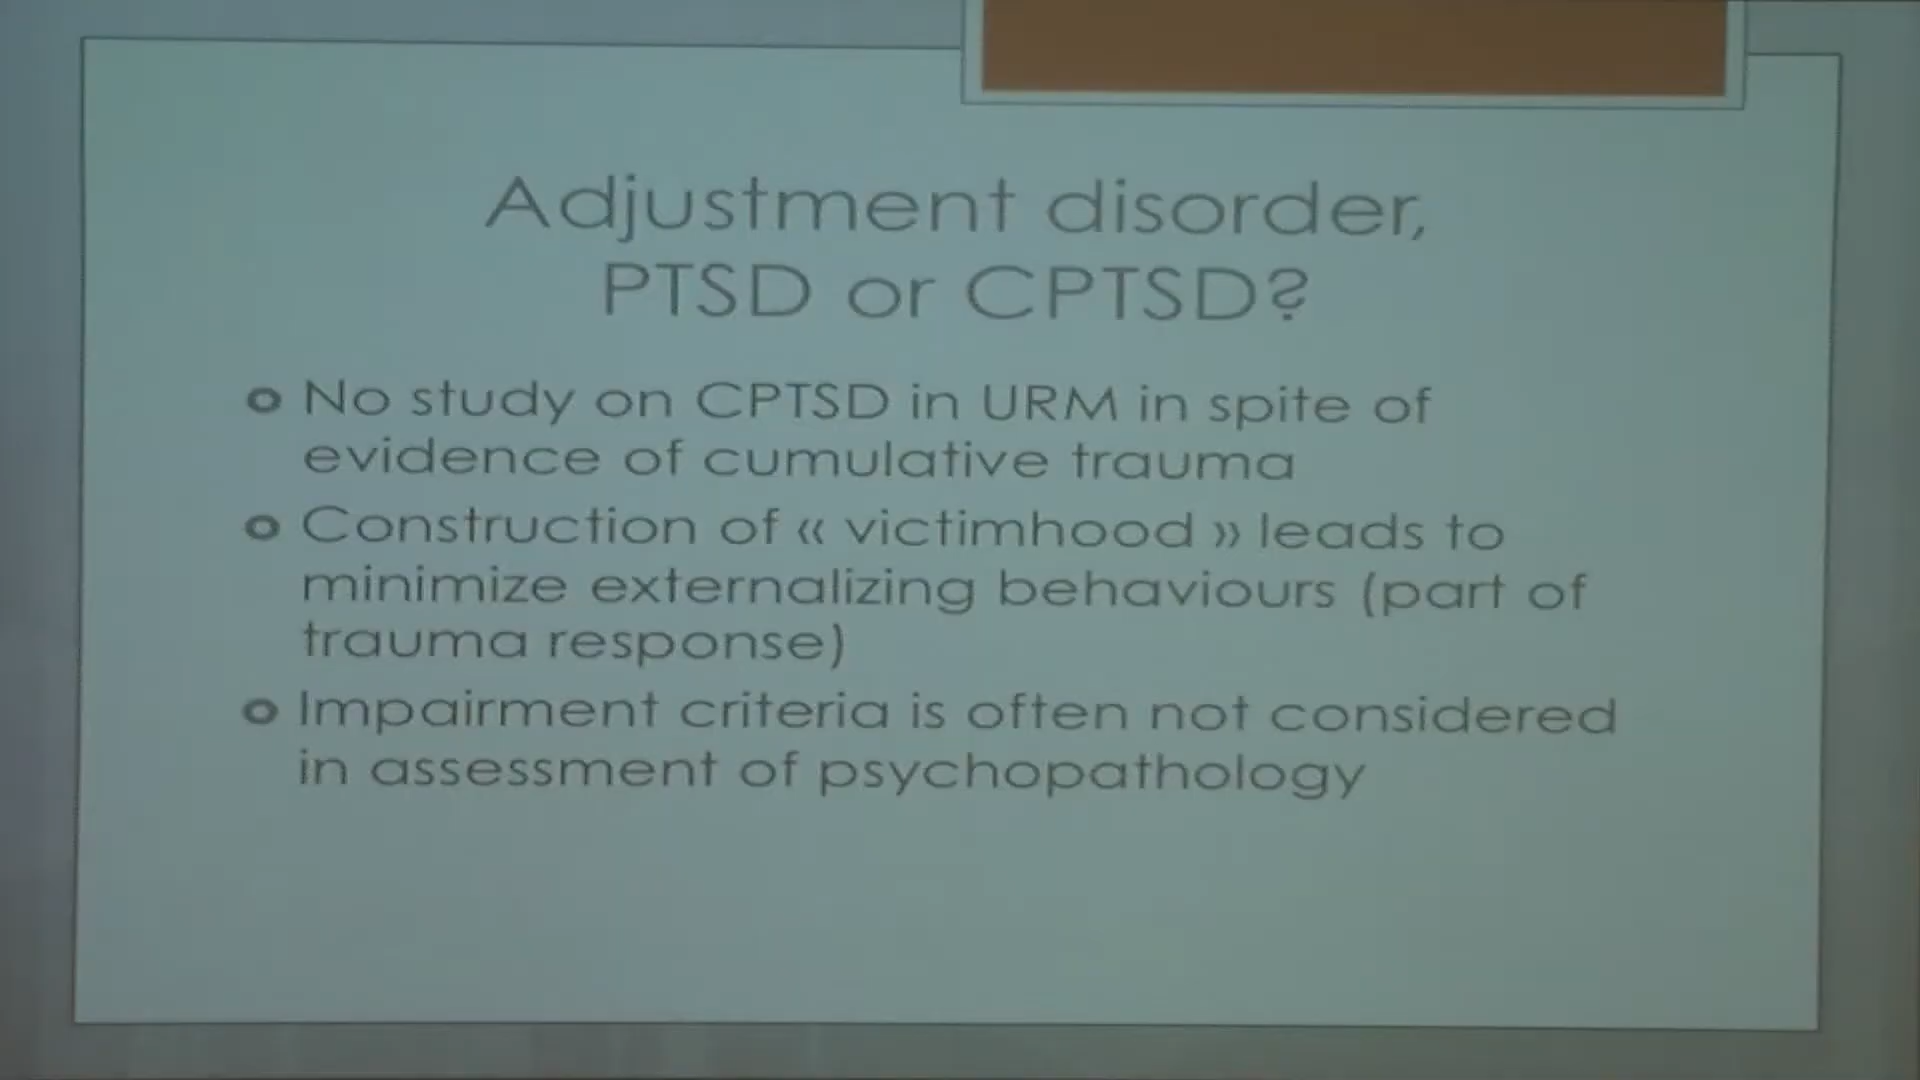 Adjustment disorder,
PTSD or CPTSD?
No study on CPTSD in URM in spite of
evidence of cumulative trauma
Construction of « victimhood » leads to
minimize externalizing behaviours (part of
trauma response)
Impairment criteria is often not considered
in assessment of psychopathology